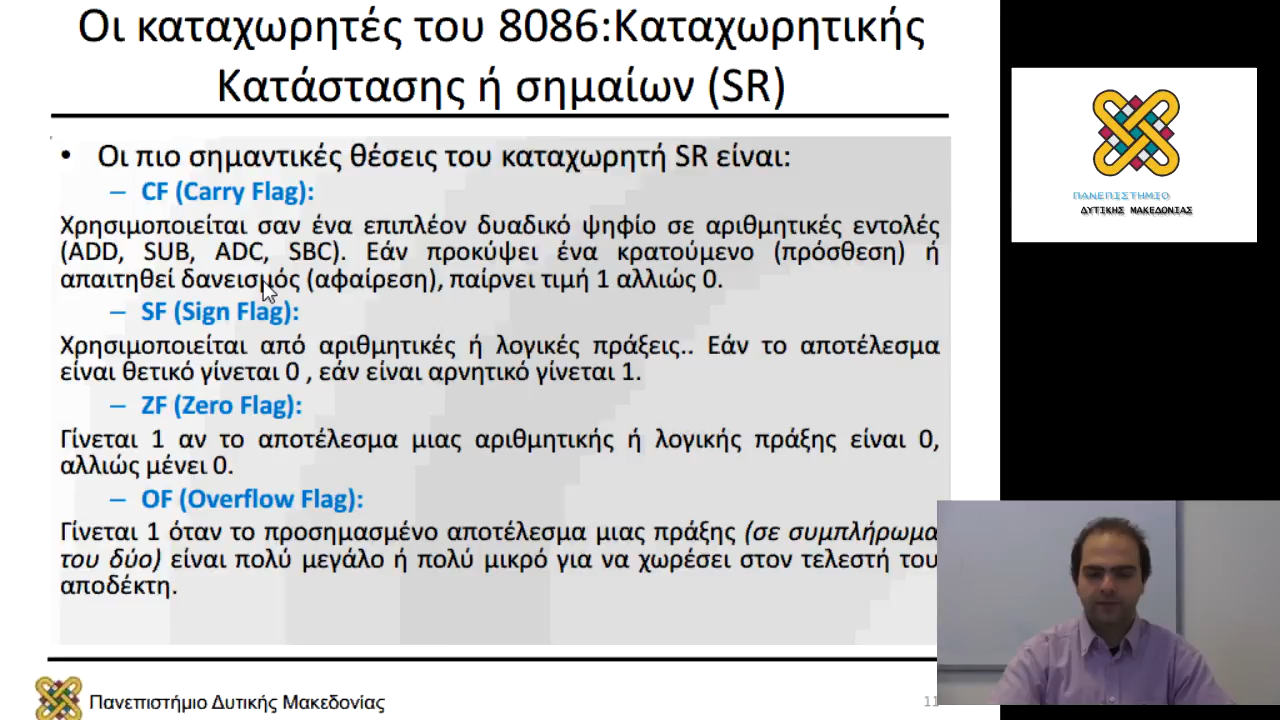 Οι καταχωρητές του 8086:Καταχωρητικής
Κατάστασης ή σημαίων (SR)
• Οι πιο σημαντικές θέσεις του καταχωρητή SR είναι:
– CF (Carry Flag):
Χρησιμοποιείται σαν ένα επιπλέον δυαδικό ψηφίο σε αριθμητικές εντολές
(ADD, SUB, ADC, SBC). Εάν προκύψει ένα κρατούμενο (πρόσθεση) ή
απαιτηθεί δανεισμός (αφαίρεση), παίρνει τιμή 1 αλλιώς 0.
– SF (Sign Flag):
Χρησιμοποιείται από αριθμητικές ή λογικές πράξεις.. Εάν το αποτέλεσμα
είναι θετικό γίνεται 0 , εάν είναι αρνητικό γίνεται 1.
– ZF (Zero Flag):
Γίνεται 1 αν το αποτέλεσμα μιας αριθμητικής ή λογικής πράξης είναι 0,
αλλιώς μένει 0.
– OF (Overflow Flag):
Γίνεται 1 όταν το προσημασμένο αποτέλεσμα μιας πράξης (σε συμπλήρωμα
του δύο) είναι πολύ μεγάλο ή πολύ μικρό για να χωρέσει στον τελεστή του
αποδέκτη.
Πανεπιστήμιο Δυτικής Μακεδονίας
11
ΠΑΝΕΠΙΣΤΗΜΙΟ
ΔΥΤΙΚΗΣ ΜΑΚΕΔΟΝΙΑΣ